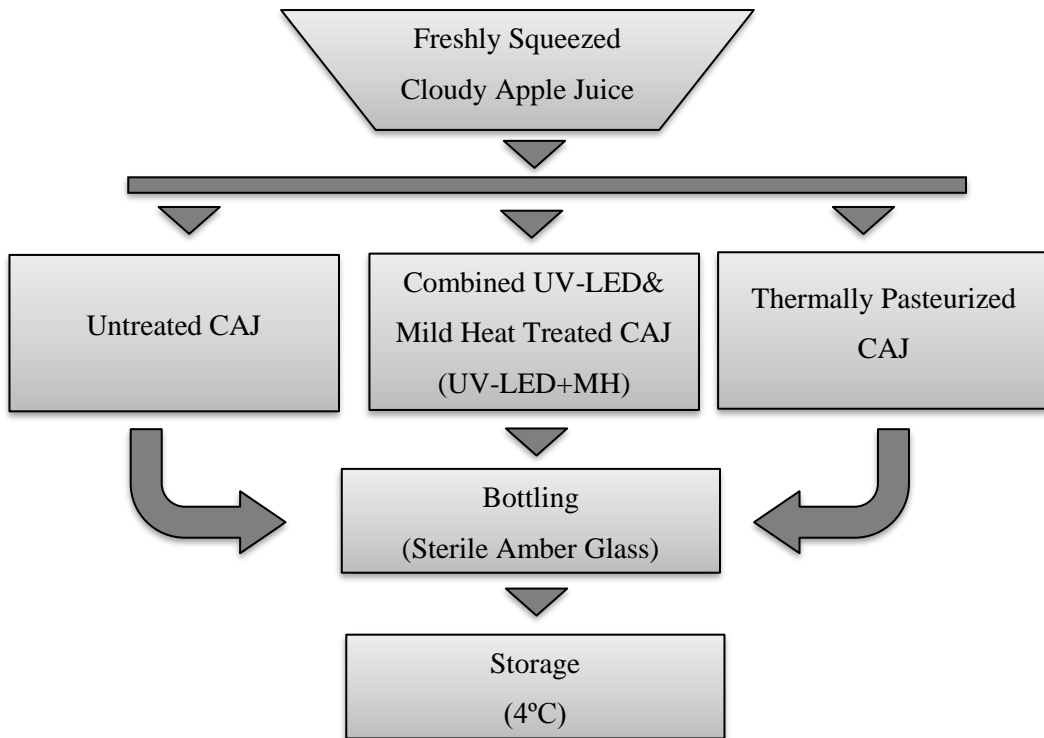 Freshly Squeezed
Cloudy Apple Juice
Untreated CAJ
Combined UV-LED&
Mild Heat Treated CAJ
(UV-LED+MH)
Thermally Pasteurized
CAJ
Bottling
(Sterile Amber Glass)
Storage
(4ºC)